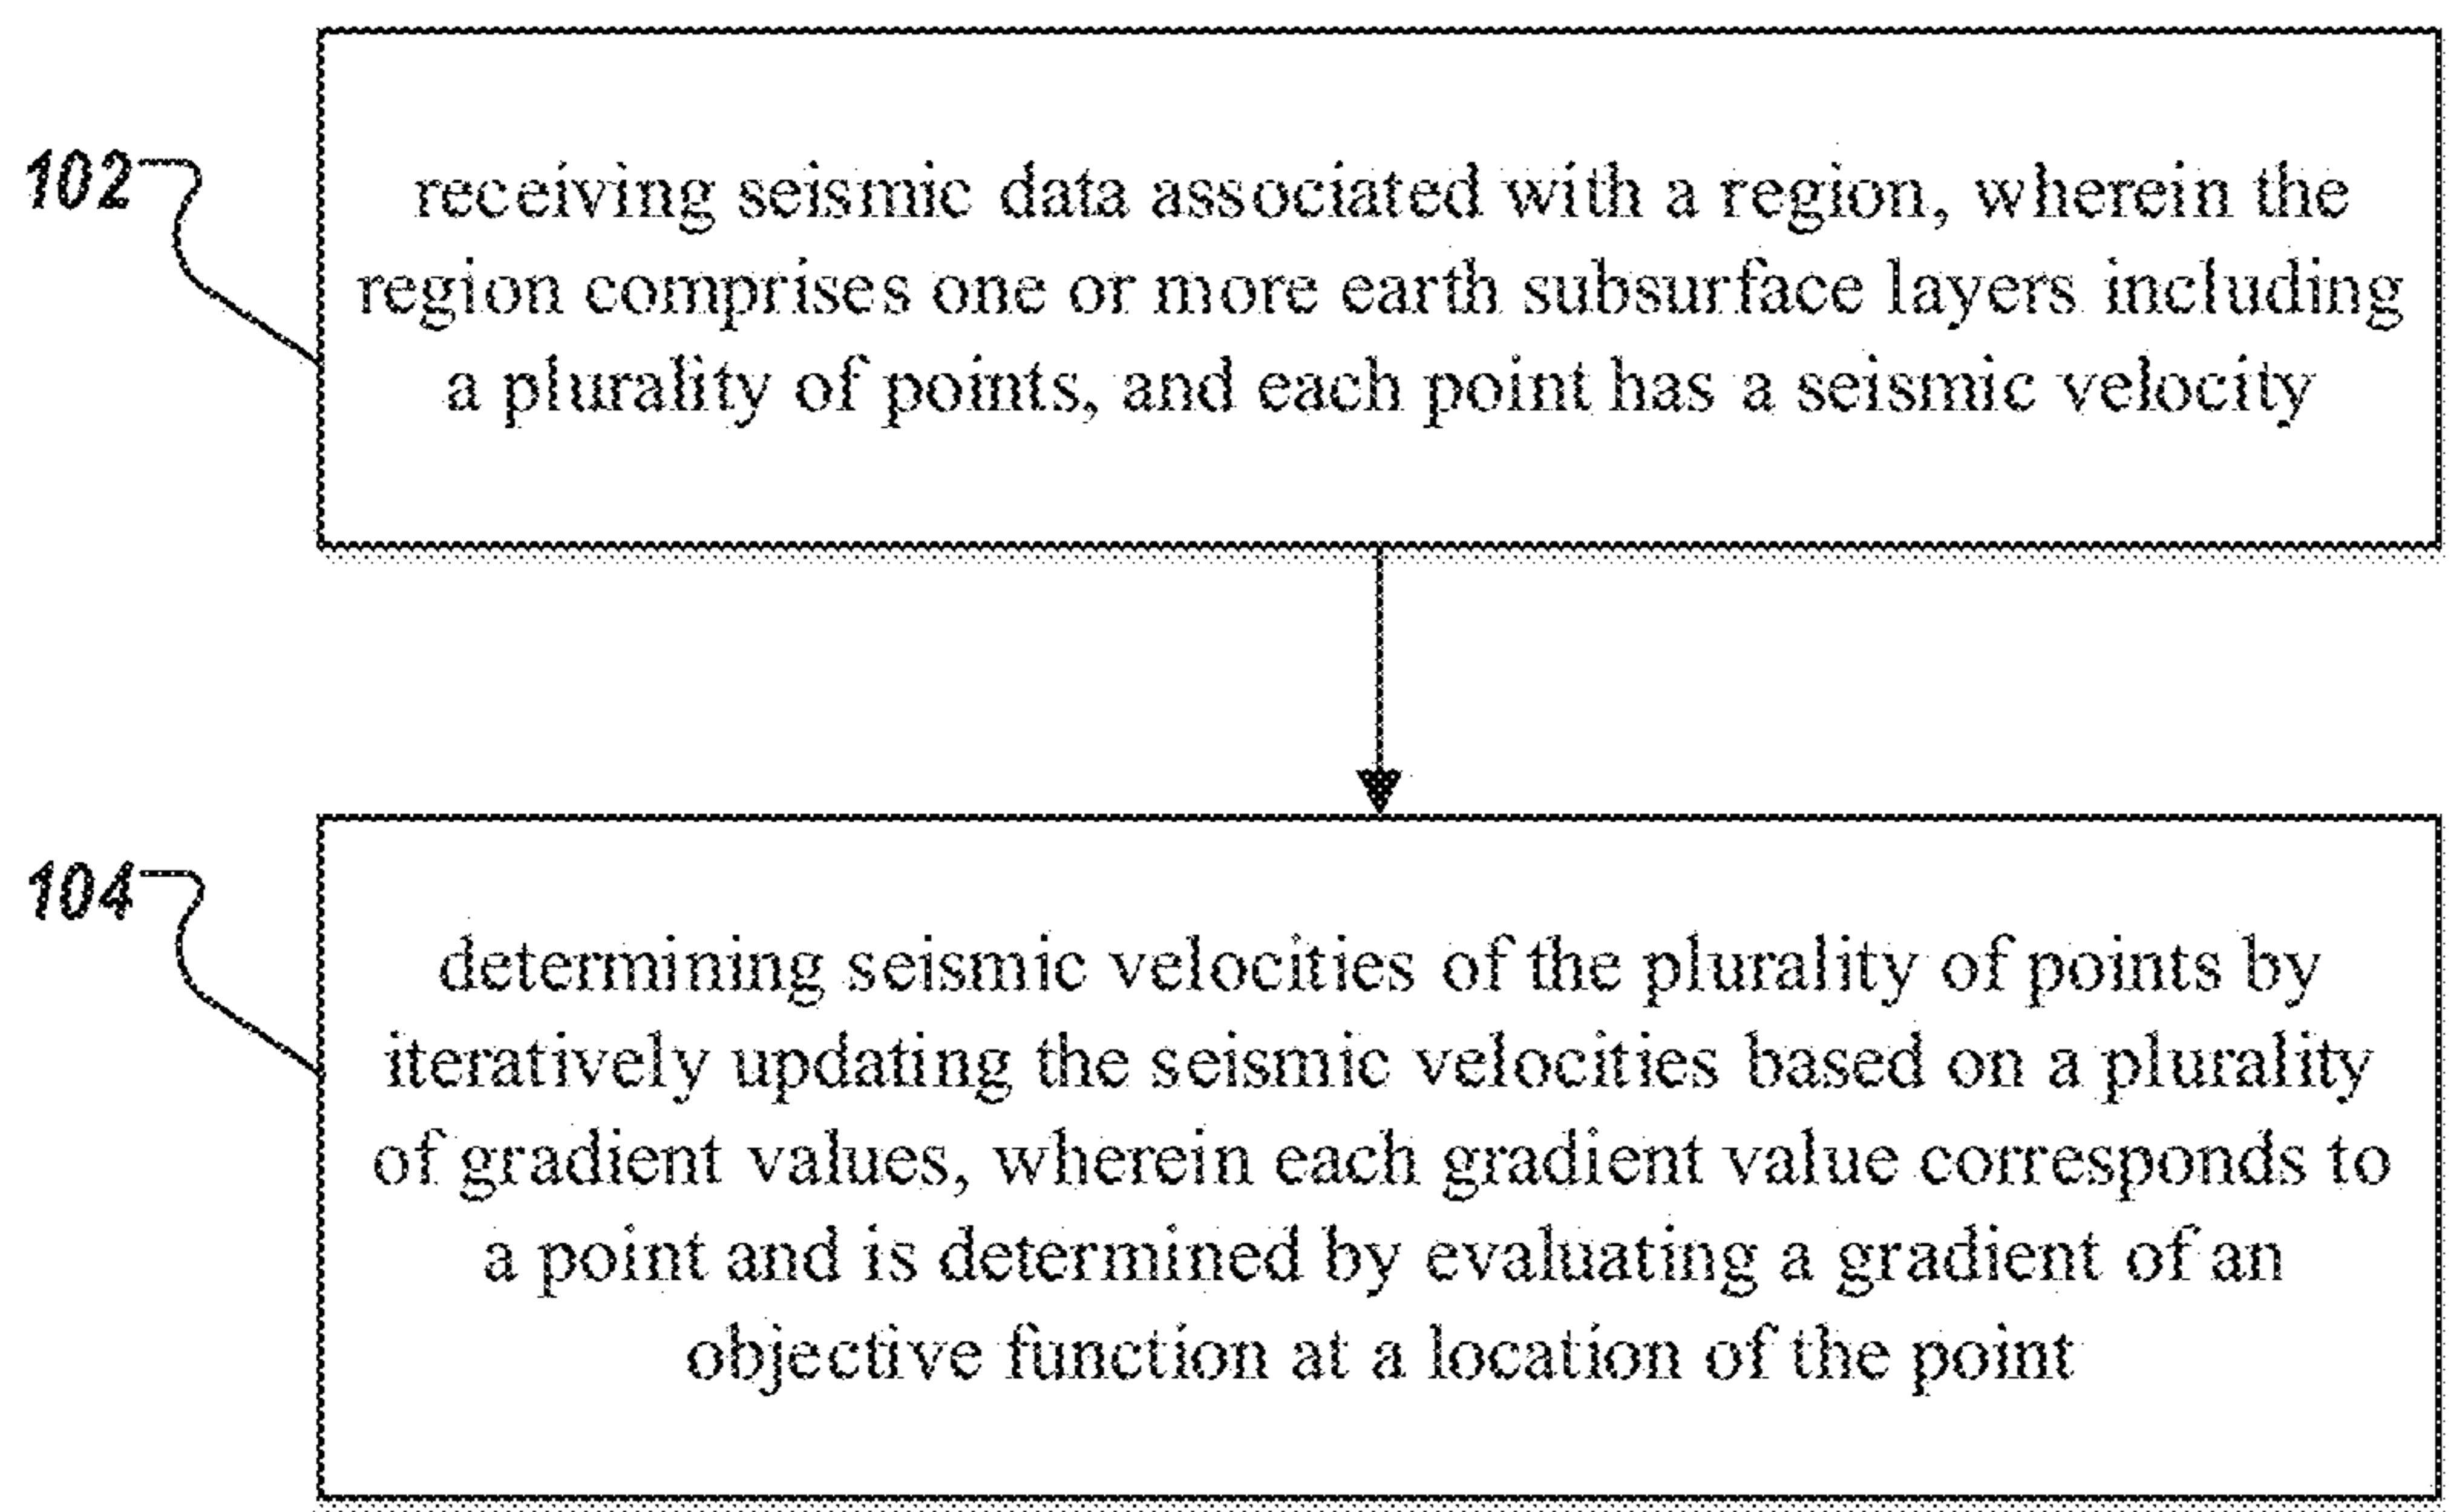 102
receiving seismic data associated with a region, wherein the
region comprises one or more earth subsurface layers including
a plurality of points, and each point has a seismic velocity
104
determining seismic velocities of the plurality of points by
iteratively updating the seismic velocities based on a plurality
of gradient values, wherein each gradient value corresponds to
a point and is determined by evaluating a gradient of an
objective function at a location of the point